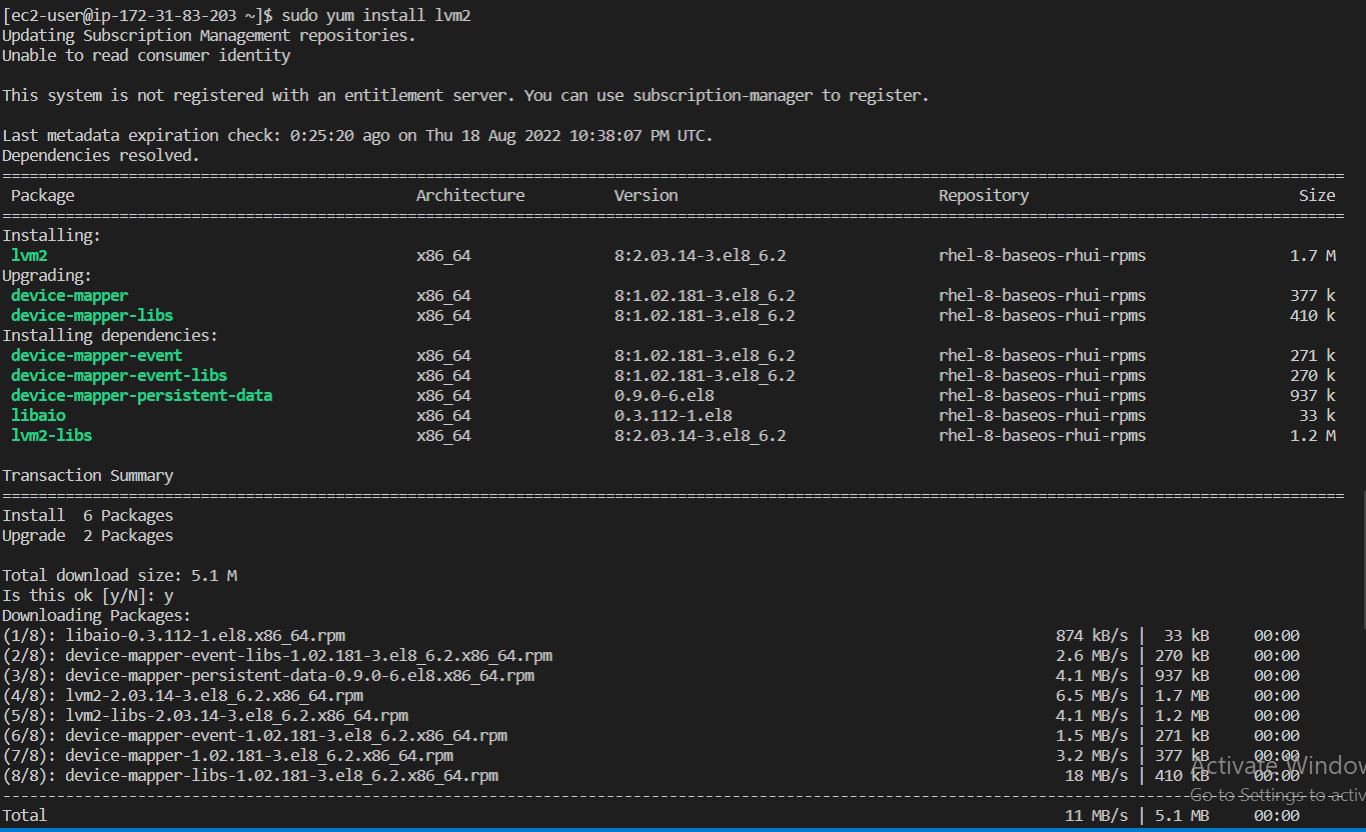 [ec2-user@ip-172-31-83-203 ~]$ sudo yum install lvm2
Updating Subscription Management repositories.
Unable to read consumer identity
This system is not registered with an entitlement server. You can use subscription-manager to register.
Last metadata expiration check: 0:25:20 ago on Thu 18 Aug 2022 10:38:07 PM UTC.
Dependencies resolved.
Package Architecture Version Repository Size
Installing:
lvm2 x86_64 8:2.03.14-3.el8_6.2 rhel-8-baseos-rhui-rpms 1.7 M
Upgrading:
device-mapper x86_64 8:1.02.181-3.el8_6.2 rhel-8-baseos-rhui-rpms 377 k
device-mapper-libs x86_64 8:1.02.181-3.el8_6.2 rhel-8-baseos-rhui-rpms 410 k
Installing dependencies:
device-mapper-event x86_64 8:1.02.181-3.el8_6.2 rhel-8-baseos-rhui-rpms 271 k
device-mapper-event-libs x86_64 8:1.02.181-3.el8_6.2 rhel-8-baseos-rhui-rpms 270 k
device-mapper-persistent-data x86_64 0.9.0-6.el8 rhel-8-baseos-rhui-rpms 937 k
libaio x86_64 0.3.112-1.el8 rhel-8-baseos-rhui-rpms 33 k
lvm2-libs x86_64 8:2.03.14-3.el8_6.2 rhel-8-baseos-rhui-rpms 1.2 M
Transaction Summary
Install 6 Packages
Upgrade 2 Packages
Total download size: 5.1 M
Is this ok [y/N]: y
Downloading Packages:
(1/8): libaio-0.3.112-1.el8.x86_64.rpm 874 kB/s | 33 kB 00:00
(2/8): device-mapper-event-libs-1.02.181-3.el8_6.2.x86_64.rpm 2.6 MB/s | 270 kB 00:00
(3/8): device-mapper-persistent-data-0.9.0-6.el8.x86_64.rpm 4.1 MB/s | 937 kB 00:00
(4/8): lvm2-2.03.14-3.el8_6.2.x86_64.rpm 6.5 MB/s | 1.7 MB 00:00
(5/8): lvm2-libs-2.03.14-3.el8_6.2.x86_64.rpm 4.1 MB/s | 1.2 MB 00:00
(6/8): device-mapper-event-1.02.181-3.el8_6.2.x86_64.rpm 1.5 MB/s | 271 kB 00:00
(7/8): device-mapper-1.02.181-3.el8_6.2.x86_64.rpm 3.2 MB/s | 377 kB 00:00
(8/8): device-mapper-libs-1.02.181-3.el8_6.2.x86_64.rpm 18 MB/s | 410 kB 00:00
Activate Window
Go to Settings to activ
Total 11 MB/s | 5.1 MB 00:00